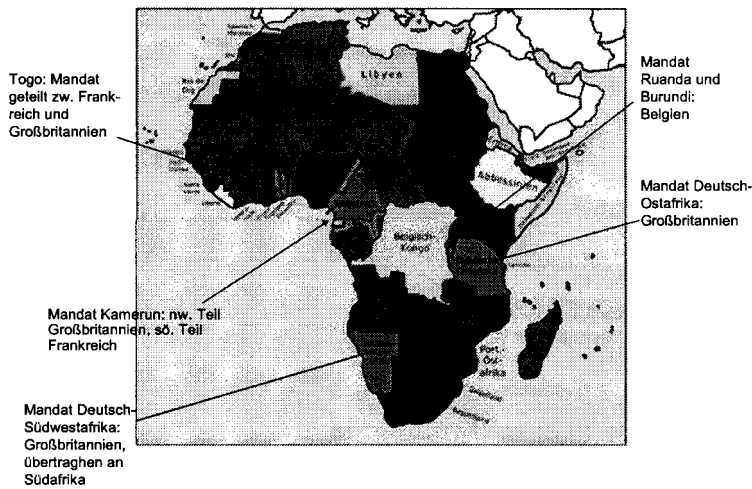 Togo: Mandat
geteilt zw. Frank-
reich und
Großbritannien
Mandat
Ruanda und
Burundi:
Belgien
Libyen
Abbessinien
Mandat Deutsch-
Ostafrika:
Großbritannien
Belgisch-
Kongo
Mandat Kamerun: nw. Teil
Großbritannien, sö. Teil
Frankreich
Port.-
Ost-
afrika
Mandat Deutsch-
Südwestafrika:
Großbritannien,
übertraghen an
Südafrika